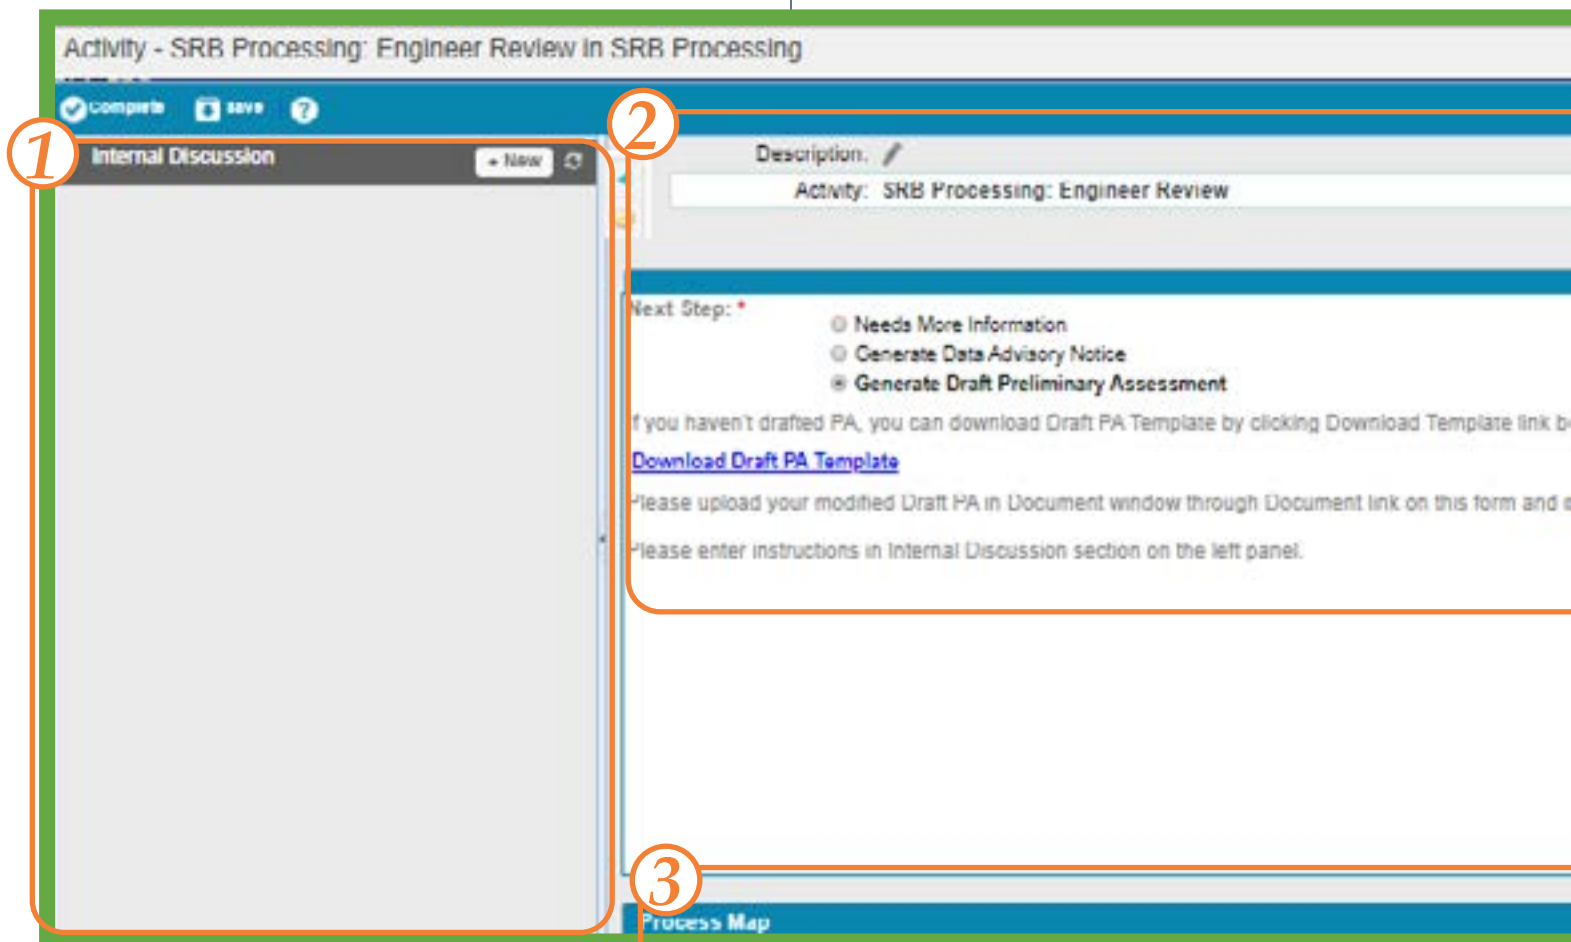 Activity - SRB Processing: Engineer Review in SRB Processing
Complete save ?
1
Internal Discussion
+ New
2
Description:
Activity: SRB Processing: Engineer Review
Next Step: *
Needs More Information
Generate Data Advisory Notice
Generate Draft Preliminary Assessment
f you haven't drafted PA, you can download Draft PA Template by clicking Download Template link b
Download Draft PA Template
Please upload your modified Draft PA in Document window through Document link on this form and
Please enter instructions in Internal Discussion section on the left panel.
3
Process Map